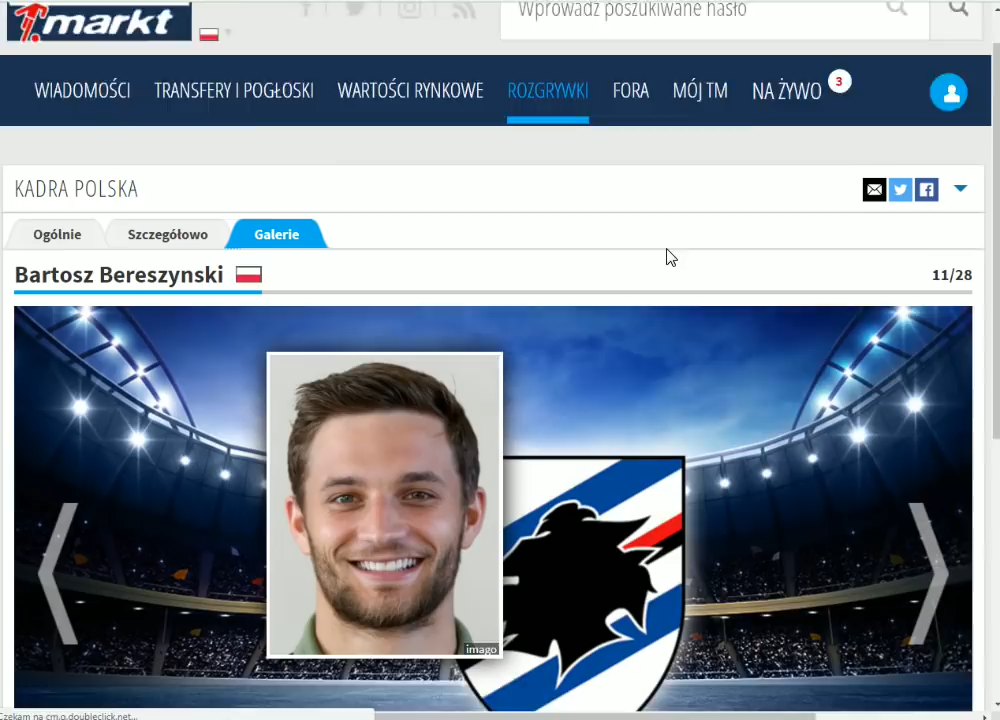 markt
Wprowadź poszukiwane hasło
WIADOMOŚCI TRANSFERY I POGŁOSKI WARTOŚCI RYNKOWE ROZGRYWKI FORA MÓJ TM NA ŻYWO 3
KADRA POLSKA
Ogólnie Szczegółowo Galerie
Bartosz Bereszynski 11/28
imago
Czekam na cm.g.doubleclick.net...